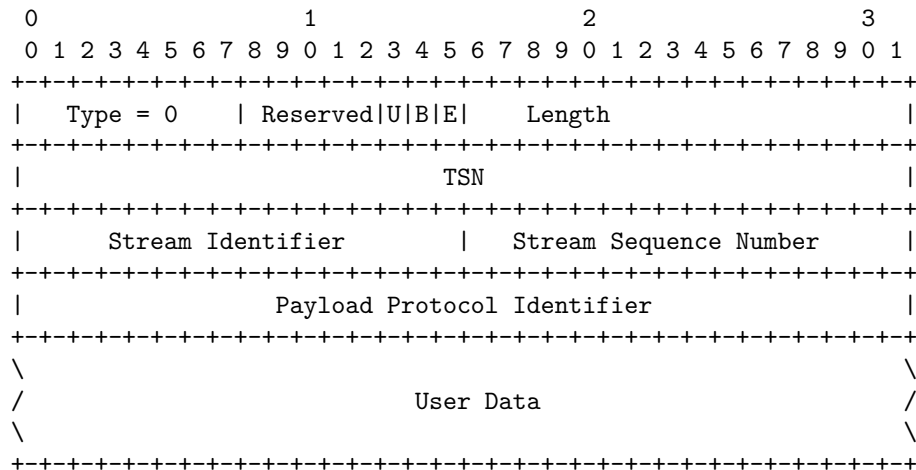 0                   1                   2                   3
 0 1 2 3 4 5 6 7 8 9 0 1 2 3 4 5 6 7 8 9 0 1 2 3 4 5 6 7 8 9 0 1
+-+-+-+-+-+-+-+-+-+-+-+-+-+-+-+-+-+-+-+-+-+-+-+-+-+-+-+-+-+-+-+-+
|   Type = 0    | Reserved|U|B|E|    Length                     |
+-+-+-+-+-+-+-+-+-+-+-+-+-+-+-+-+-+-+-+-+-+-+-+-+-+-+-+-+-+-+-+-+
|                              TSN                              |
+-+-+-+-+-+-+-+-+-+-+-+-+-+-+-+-+-+-+-+-+-+-+-+-+-+-+-+-+-+-+-+-+
|      Stream Identifier        |   Stream Sequence Number      |
+-+-+-+-+-+-+-+-+-+-+-+-+-+-+-+-+-+-+-+-+-+-+-+-+-+-+-+-+-+-+-+-+
|                  Payload Protocol Identifier                  |
+-+-+-+-+-+-+-+-+-+-+-+-+-+-+-+-+-+-+-+-+-+-+-+-+-+-+-+-+-+-+-+-+
\                                                               \
/                            User Data                          /
\                                                               \
+-+-+-+-+-+-+-+-+-+-+-+-+-+-+-+-+-+-+-+-+-+-+-+-+-+-+-+-+-+-+-+-+